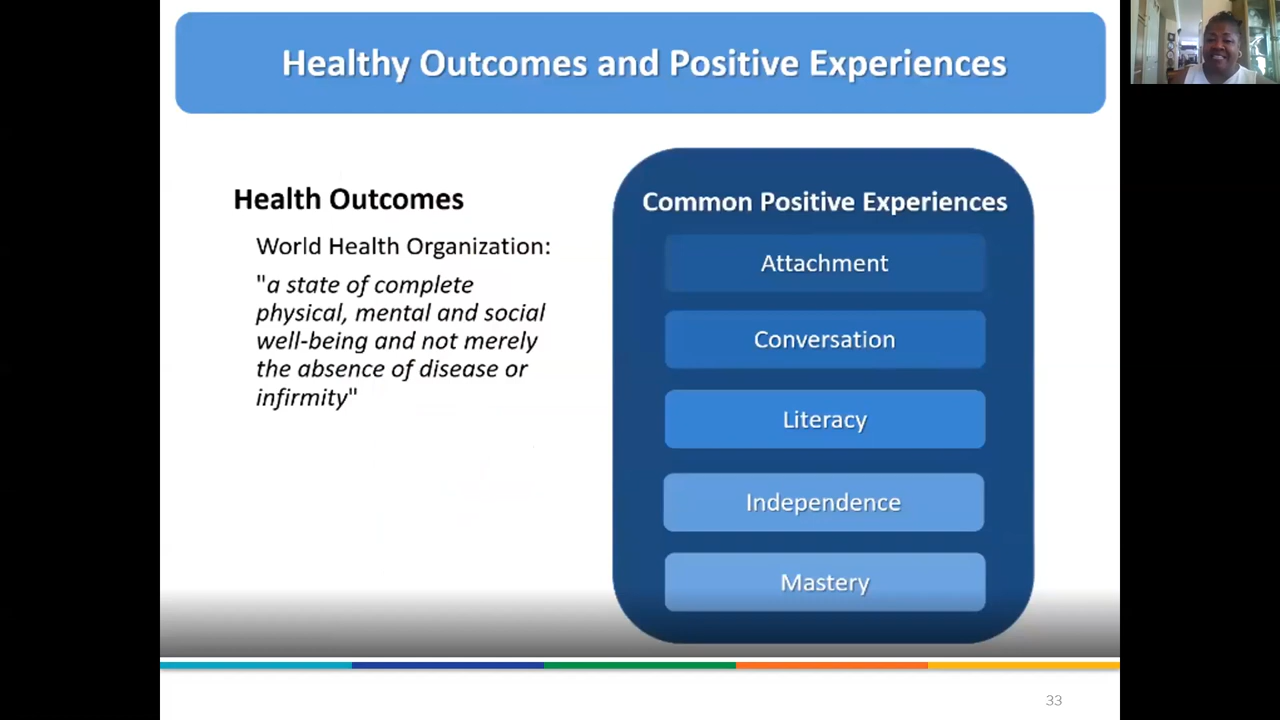 Healthy Outcomes and Positive Experiences
Health Outcomes
World Health Organization:
"a state of complete
physical, mental and social
well-being and not merely
the absence of disease or
infirmity"
Common Positive Experiences
Attachment
Conversation
Literacy
Independence
Mastery
33